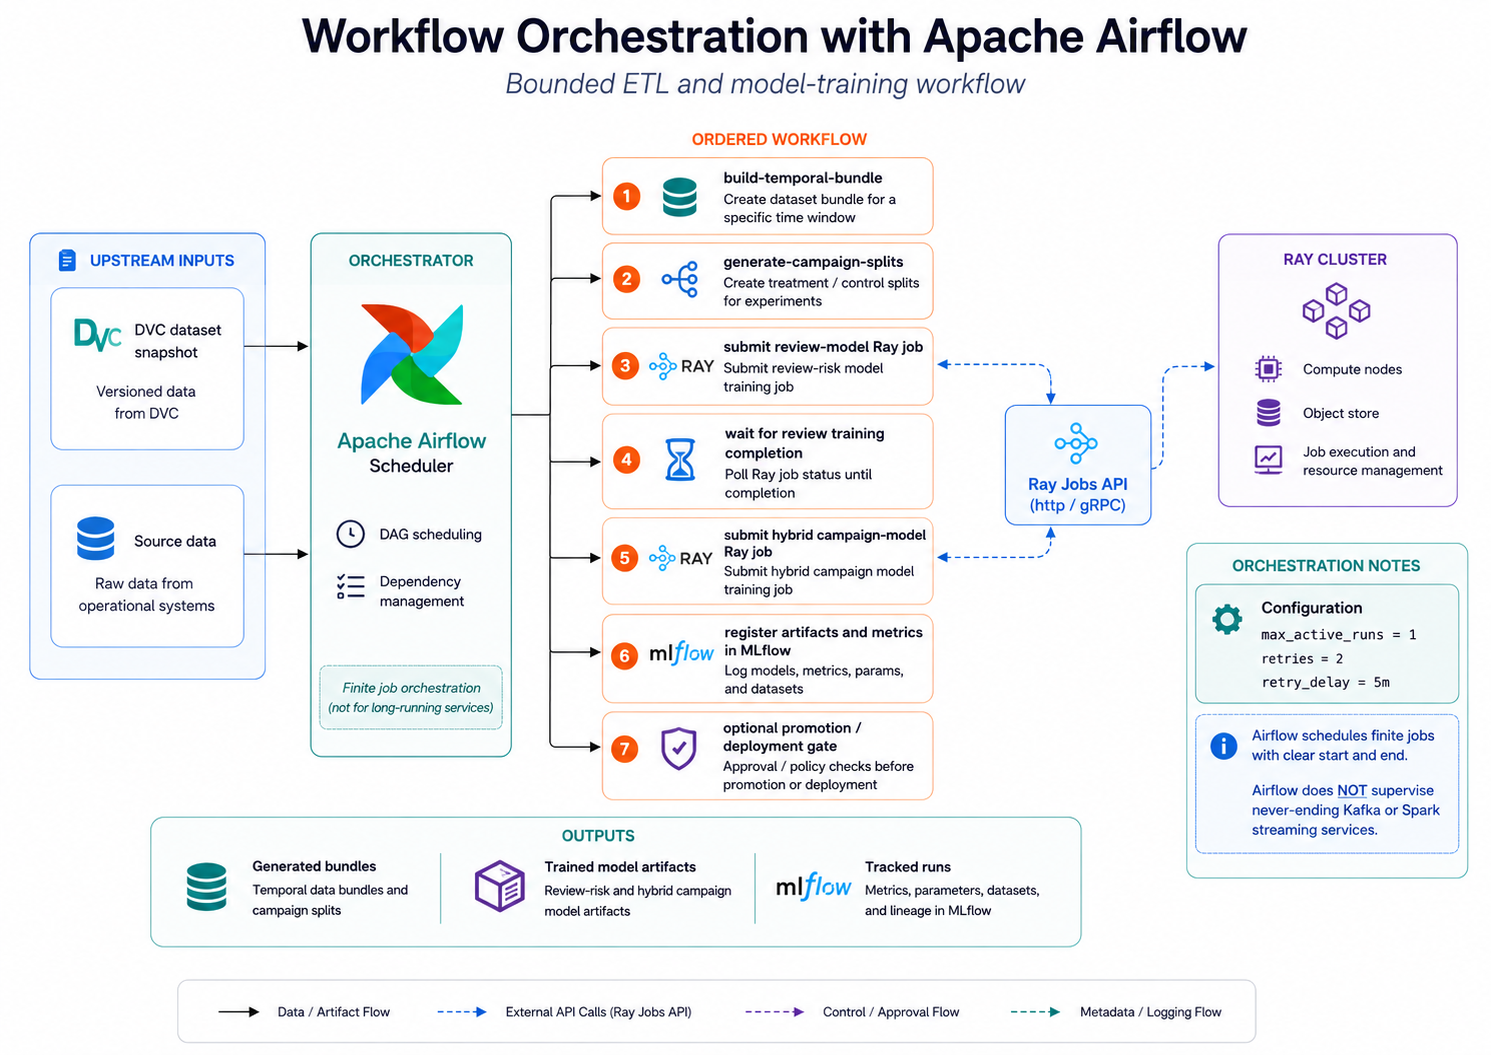 Workflow Orchestration with Apache Airflow
Bounded ETL and model-training workflow
UPSTREAM INPUTS
DVC
DVC dataset
snapshot
Versioned data
from DVC
Source data
Raw data from
operational systems
ORCHESTRATOR
Apache Airflow
Scheduler
DAG scheduling
Dependency
management
Finite job orchestration
(not for long-running services)
ORDERED WORKFLOW
1
build-temporal-bundle
Create dataset bundle for a
specific time window
2
generate-campaign-splits
Create treatment / control splits
for experiments
3
RAY
submit review-model Ray job
Submit review-risk model
training job
4
wait for review training
completion
Poll Ray job status until
completion
5
RAY
submit hybrid campaign-model
Ray job
Submit hybrid campaign model
training job
6
mlflow
register artifacts and metrics
in MLflow
Log models, metrics, params,
and datasets
7
optional promotion /
deployment gate
Approval / policy checks before
promotion or deployment
Ray Jobs API
(http / gRPC)
RAY CLUSTER
Compute nodes
Object store
Job execution and
resource management
ORCHESTRATION NOTES
Configuration
max_active_runs = 1
retries = 2
retry_delay = 5m
Airflow schedules finite jobs
with clear start and end.
Airflow does NOT supervise
never-ending Kafka or Spark
streaming services.
OUTPUTS
Generated bundles
Temporal data bundles and
campaign splits
Trained model artifacts
Review-risk and hybrid campaign
model artifacts
mlflow
Tracked runs
Metrics, parameters, datasets,
and lineage in MLflow
Data / Artifact Flow
External API Calls (Ray Jobs API)
Control / Approval Flow
Metadata / Logging Flow